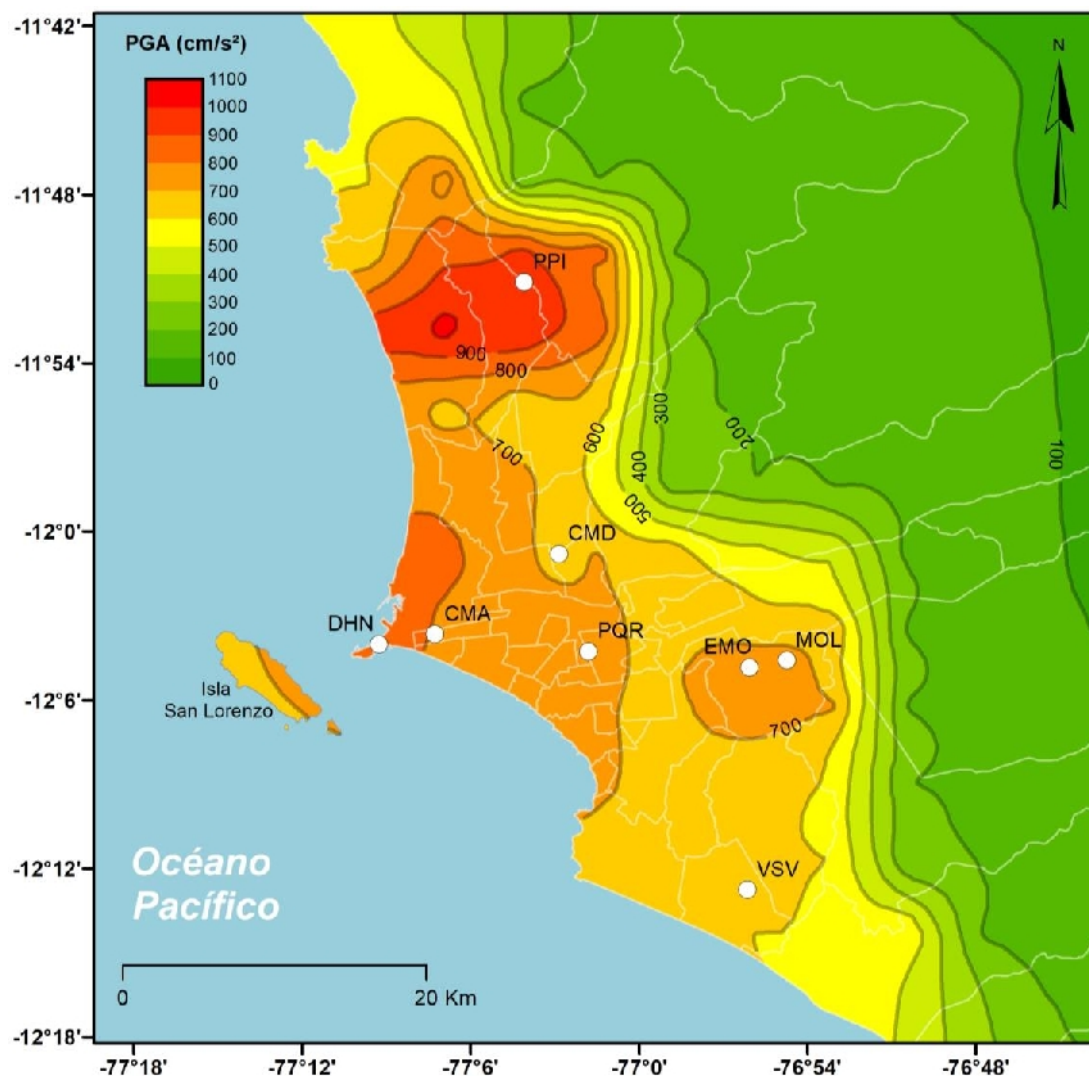 -11°42'
-11°48'
-11°54'
-12°0'
-12°6'
-12°12'
-12°18'
PGA (cm/s²)
1100
1000
900
800
700
600
500
400
300
200
100
0
N
PPI
900
800
700
600
500
400
300
200
100
CMD
DHN
CMA
PQR
EMO
MOL
700
Isla
San Lorenzo
VSV
Océano
Pacífico
0
20 Km
-77°18'
-77°12'
-77°6'
-77°0'
-76°54'
-76°48'